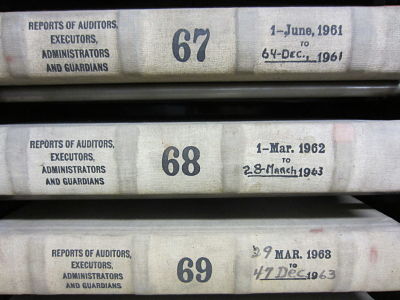 REPORTS OF AUDITORS,
EXECUTORS,
ADMINISTRATORS
AND GUARDIANS
67
1-June, 1961
TO
64-Dec., 1961
REPORTS OF AUDITORS,
EXECUTORS,
ADMINISTRATORS
AND GUARDIANS
68
1-Mar. 1962
TO
28-March 1963
REPORTS OF AUDITORS,
EXECUTORS,
ADMINISTRATORS
AND GUARDIANS
69
29 MAR. 1963
TO
47 Dec 1963